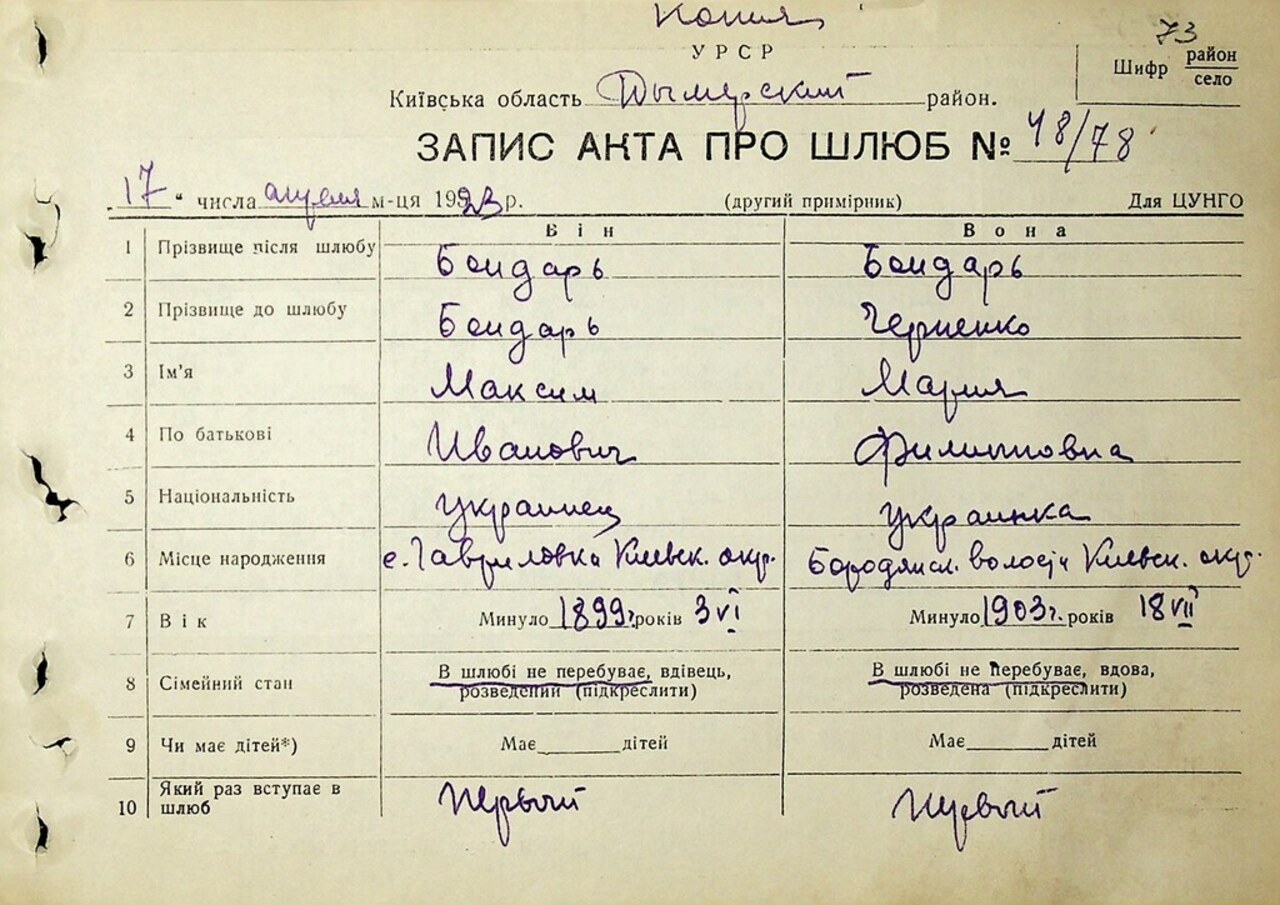 Копия
73
УРСР
Шифр район село
Київська область Дымерский район.
ЗАПИС АКТА ПРО ШЛЮБ № 48/78
„17“ числа апреля м-ця 1923 р. (другий примірник) Для ЦУНГО
Він Вона
1 Прізвище після шлюбу Бондарь Бондарь
2 Прізвище до шлюбу Бондарь Черненко
3 Ім'я Максим Мария
4 По батькові Иванович Филипповна
5 Національність украинец украинка
6 Місце народження с. Гавриловка Киевск. окр. Бородянск. волости Киевск. окр.
7 Вік Минуло 1899г. років 3 VI Минуло 1903г. років 18 VII
8 Сімейний стан В шлюбі не перебуває, вдівець, розведений (підкреслити) В шлюбі не перебуває, вдова, розведена (підкреслити)
9 Чи має дітей*) Має дітей Має дітей
10 Який раз вступає в шлюб первый первый